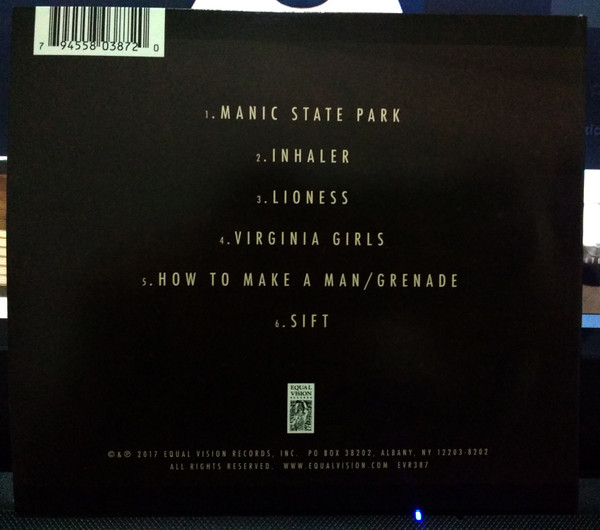 7 94558 03872 0
1. MANIC STATE PARK
2. INHALER
3. LIONESS
4. VIRGINIA GIRLS
5. HOW TO MAKE A MAN/GRENADE
6. SIFT
EQUAL
VISION
RECORDS
©&℗ 2017 EQUAL VISION RECORDS, INC. PO BOX 38202, ALBANY, NY 12203-8202
ALL RIGHTS RESERVED. WWW.EQUALVISION.COM EVR387